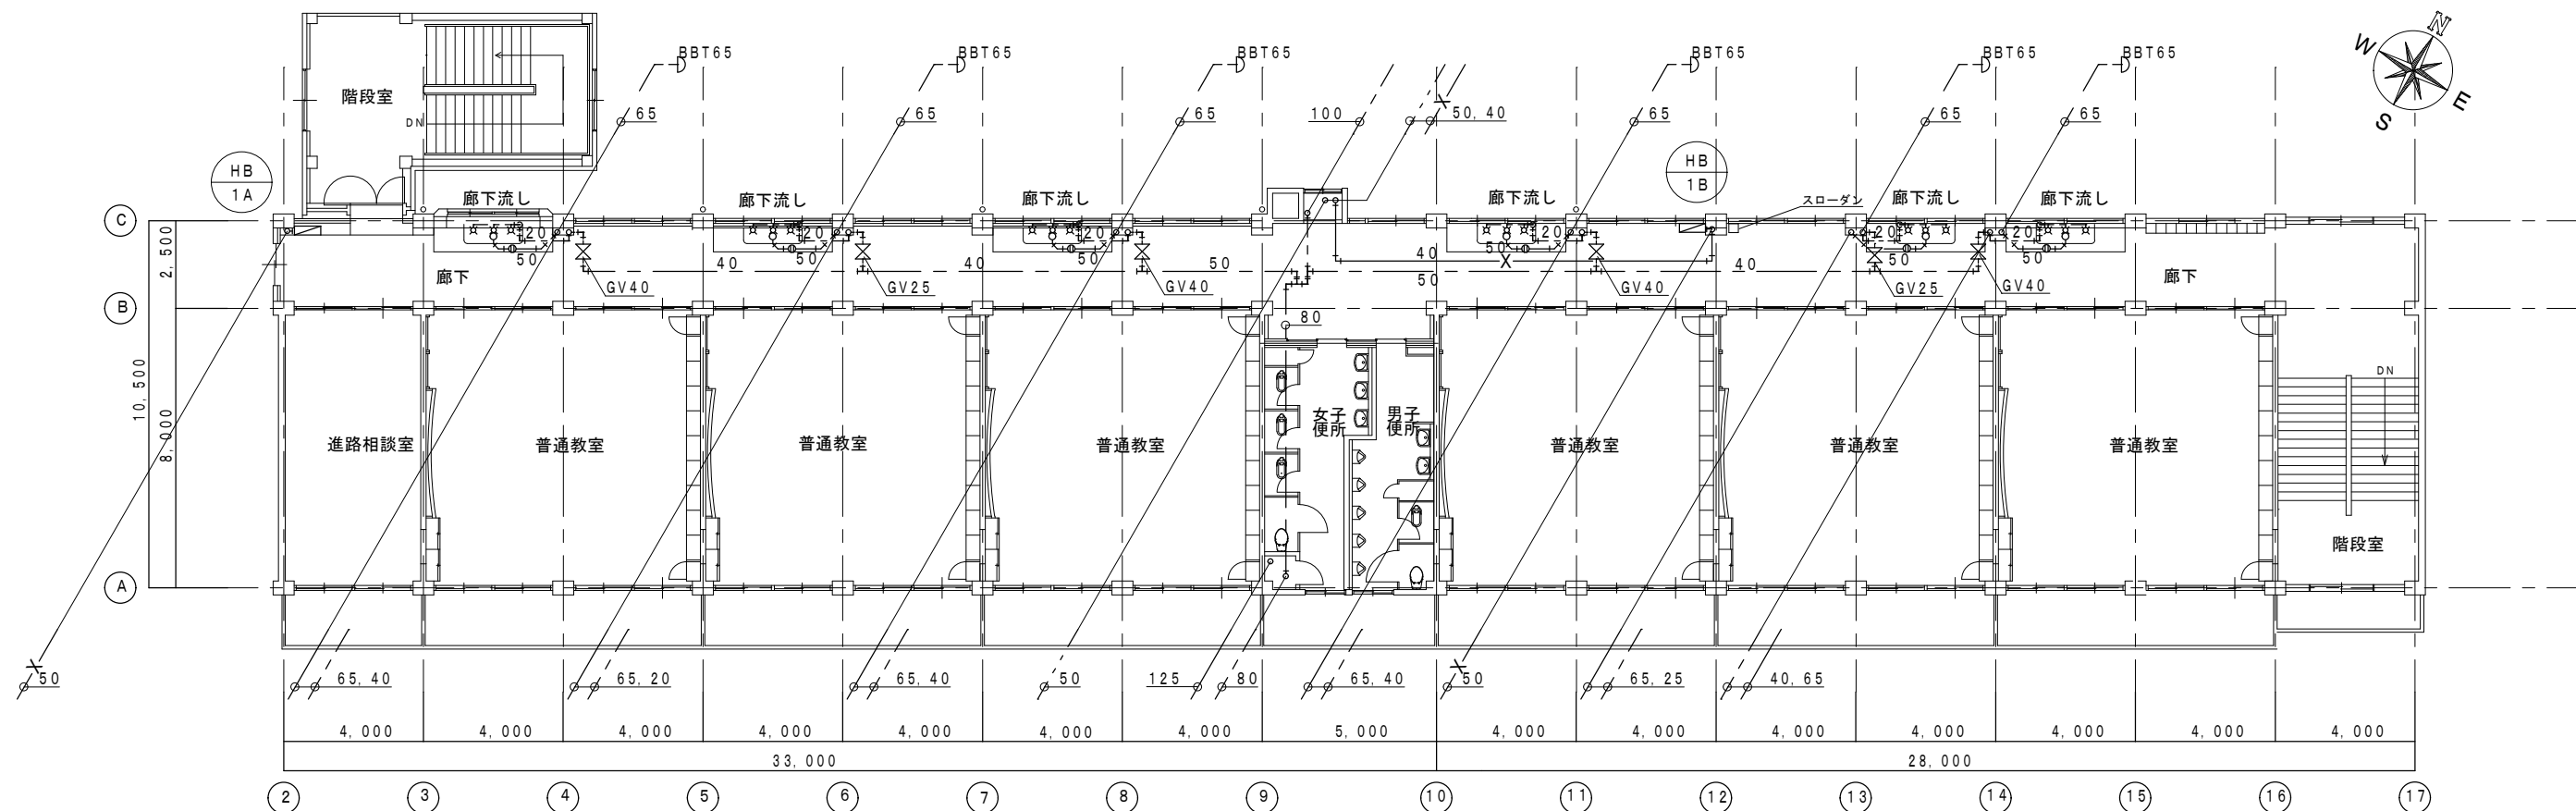 BBT65 BBT65 BBT65 BBT65 BBT65 BBT65
N
W
E
S
階段室
DN
65 65 65 100 50,40 65 65 65
HB
1A
HB
1B
廊下流し 廊下流し 廊下流し 廊下流し 廊下流し 廊下流し
スローダン
C
20 20 20 20 20 20
50 50 50 50 50 50
40 40 50 40 50 40
X
2,500
廊下 廊下
GV40 GV25 GV40 GV40 GV25 GV40
B
80
10,500
8,000
DN
女子
便所
男子
便所
進路相談室 普通教室 普通教室 普通教室 普通教室 普通教室 普通教室
階段室
A
50 65,40 65,20 65,40 50 125 80 65,40 50 65,25 40,65
4,000 4,000 4,000 4,000 4,000 4,000 4,000 5,000 4,000 4,000 4,000 4,000 4,000 4,000 4,000
33,000 28,000
2 3 4 5 6 7 8 9 10 11 12 13 14 15 16 17